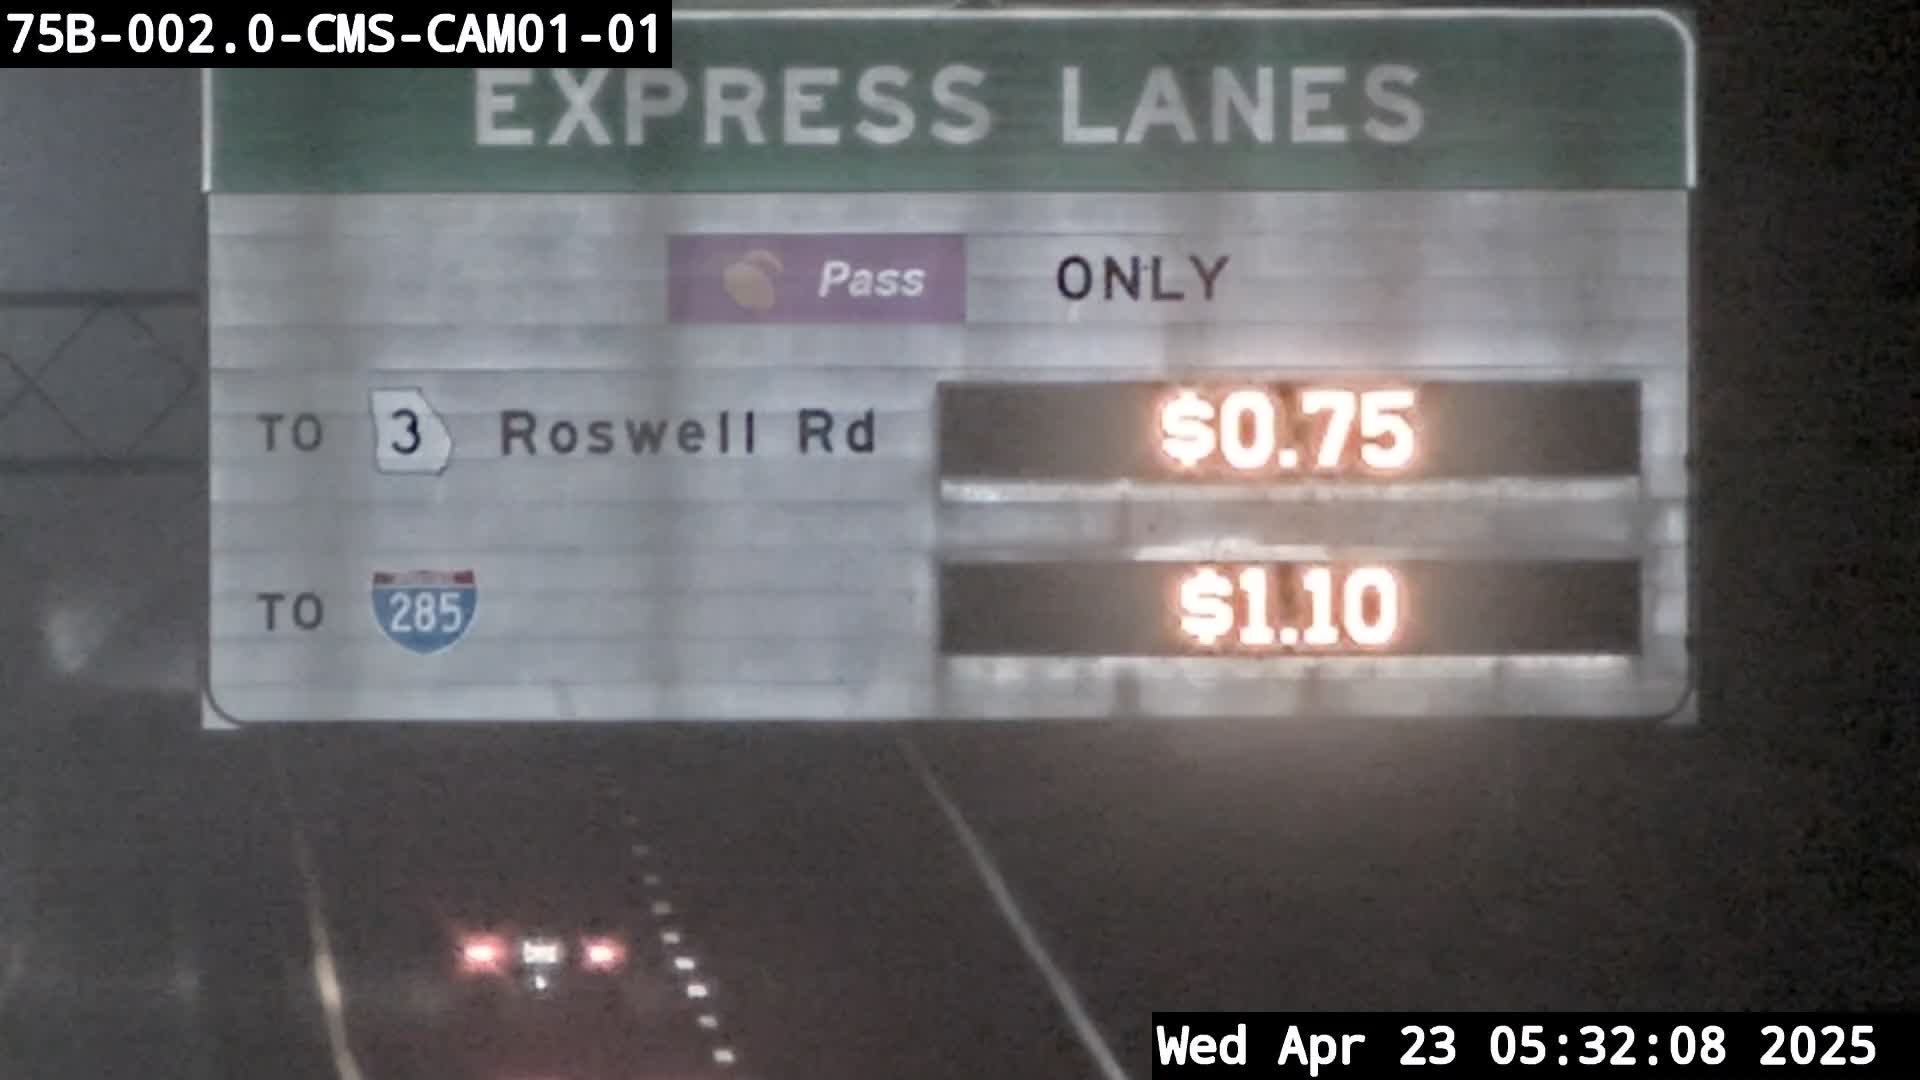 75B-002.0-CMS-CAM01-01
EXPRESS LANES
Pass ONLY
TO 3 Roswell Rd $0.75
TO 285 $1.10
Wed Apr 23 05:32:08 2025